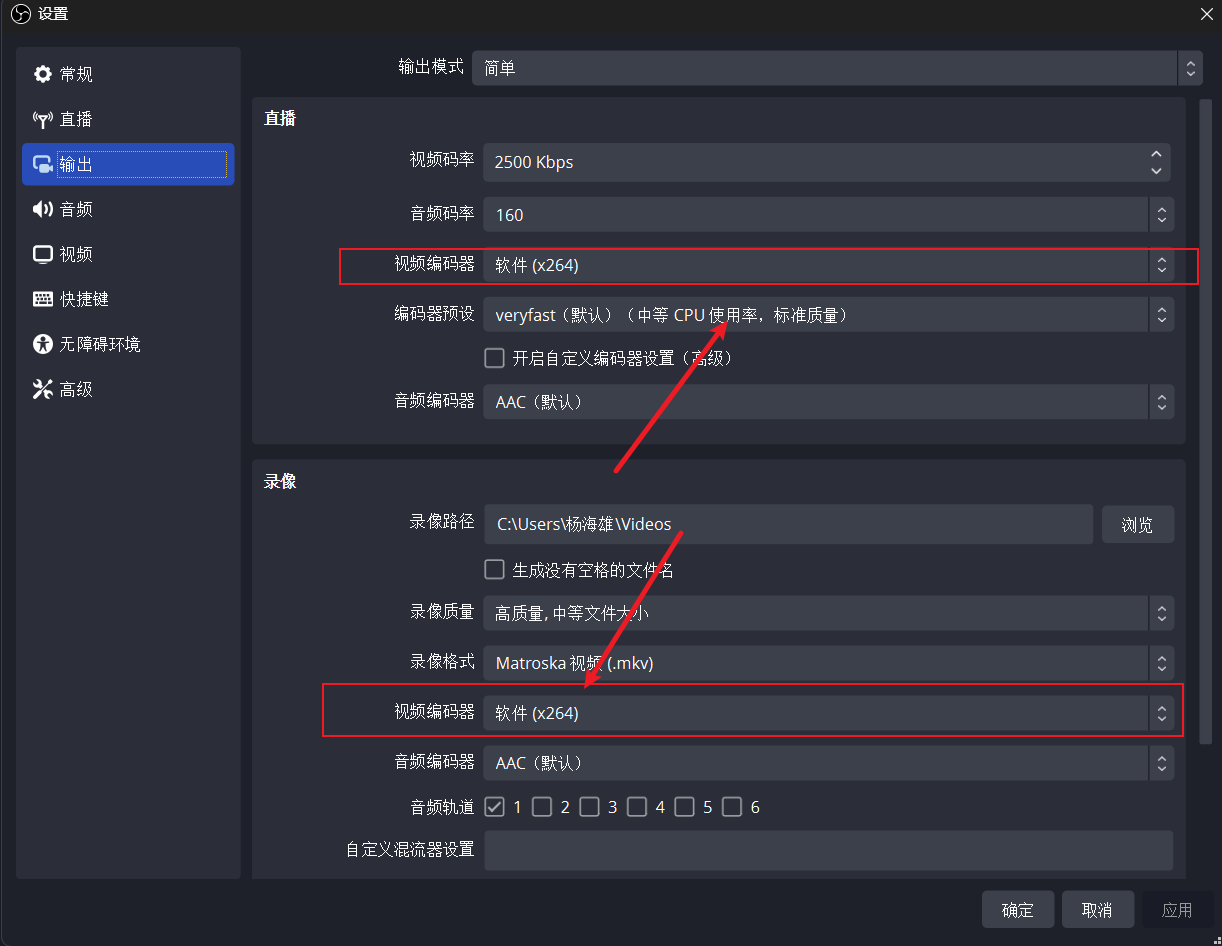 设置
常规
直播
输出
音频
视频
快捷键
无障碍环境
高级
输出模式 简单
直播
视频码率 2500 Kbps
音频码率 160
视频编码器 软件 (x264)
编码器预设 veryfast（默认）（中等 CPU 使用率，标准质量）
开启自定义编码器设置（高级）
音频编码器 AAC（默认）
录像
录像路径 C:\Users\杨海雄\Videos 浏览
生成没有空格的文件名
录像质量 高质量, 中等文件大小
录像格式 Matroska 视频 (.mkv)
视频编码器 软件 (x264)
音频编码器 AAC（默认）
音频轨道 1 2 3 4 5 6
自定义混流器设置
确定 取消 应用